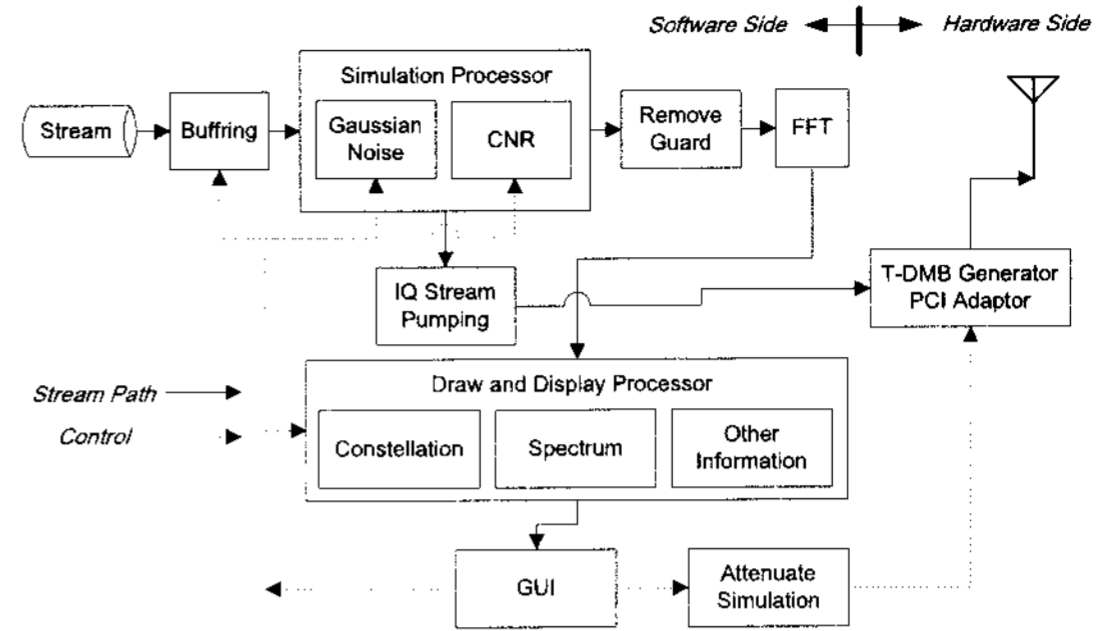 Software Side
Hardware Side
Simulation Processor
Stream
Buffring
Gaussian
Noise
CNR
Remove
Guard
FFT
IQ Stream
Pumping
T-DMB Generator
PCI Adaptor
Draw and Display Processor
Stream Path
Control
Constellation
Spectrum
Other
Information
GUI
Attenuate
Simulation